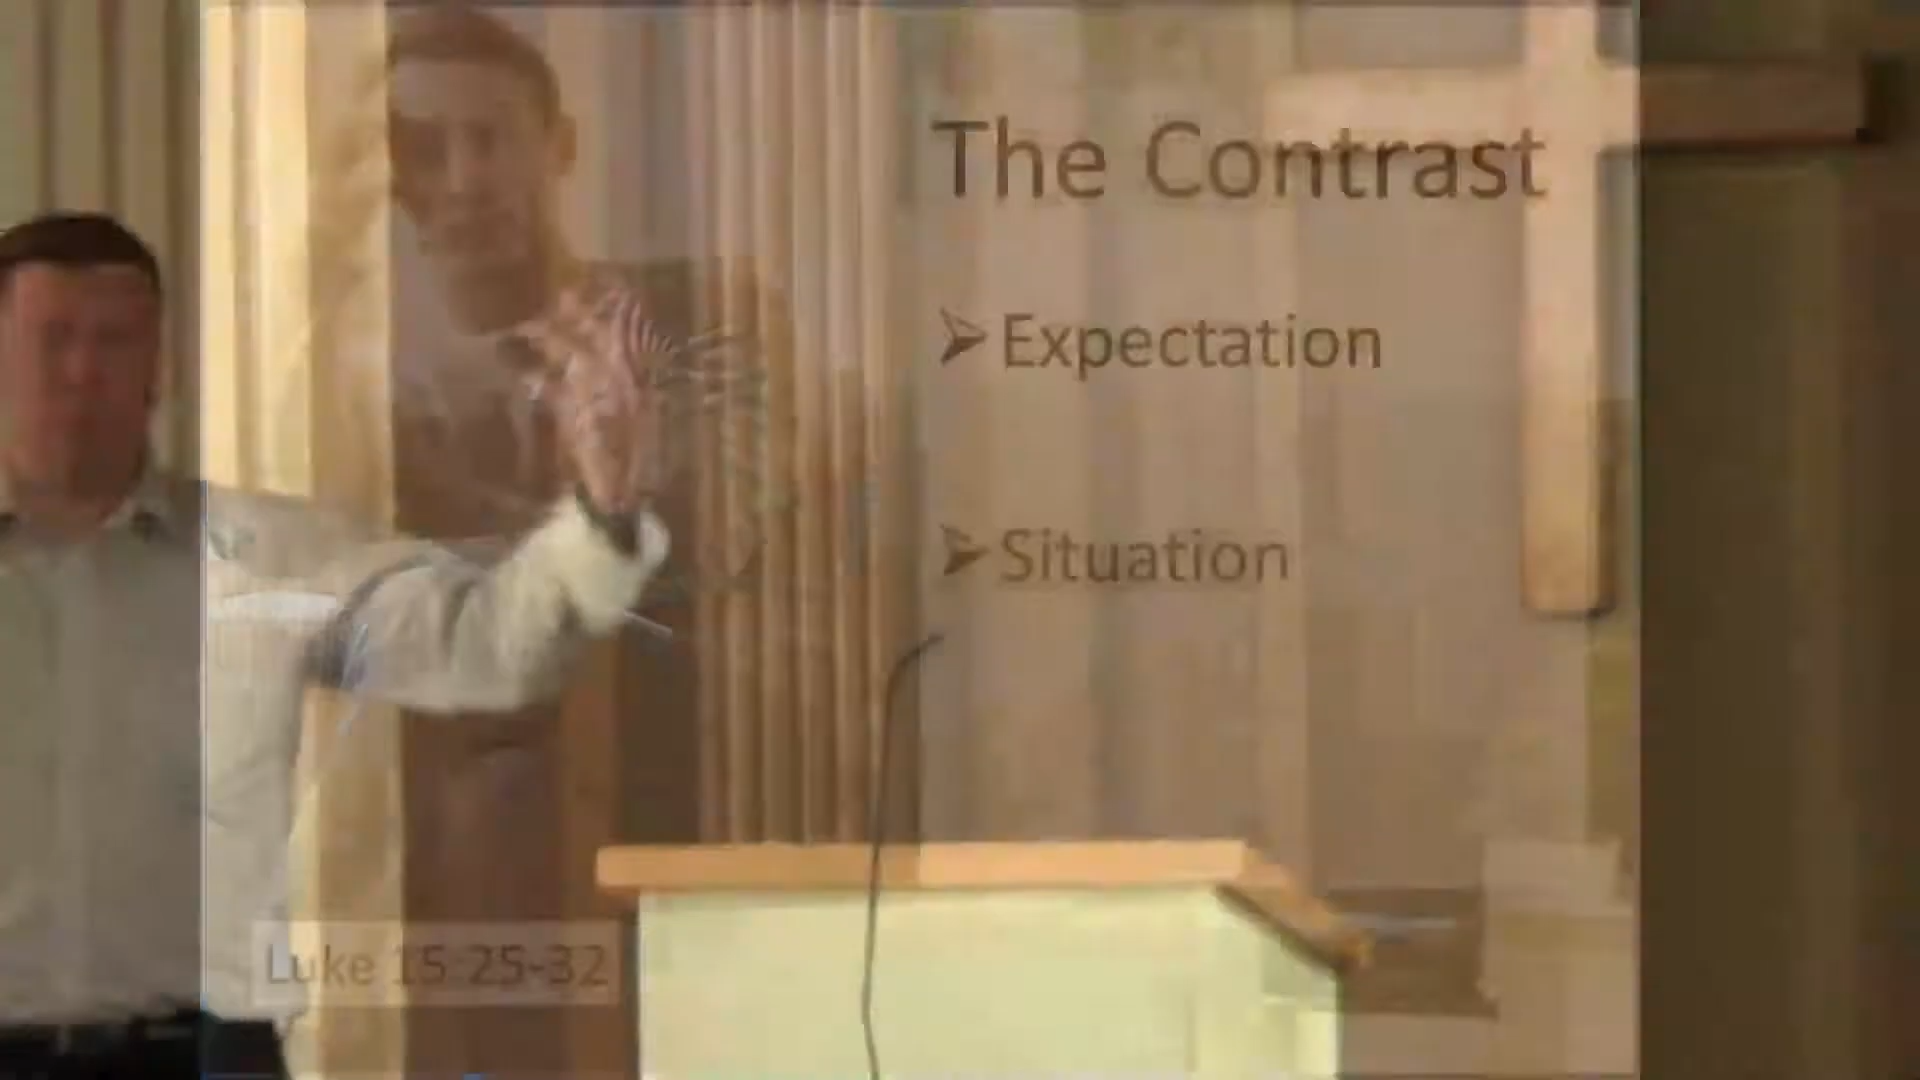 The Contrast
➢Expectation
➢Situation
Luke 15:25-32